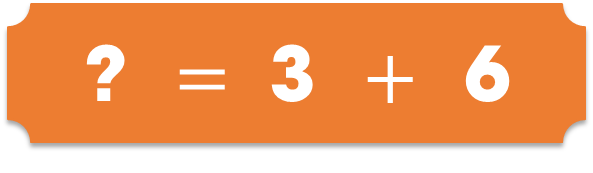 ? = 3 + 6